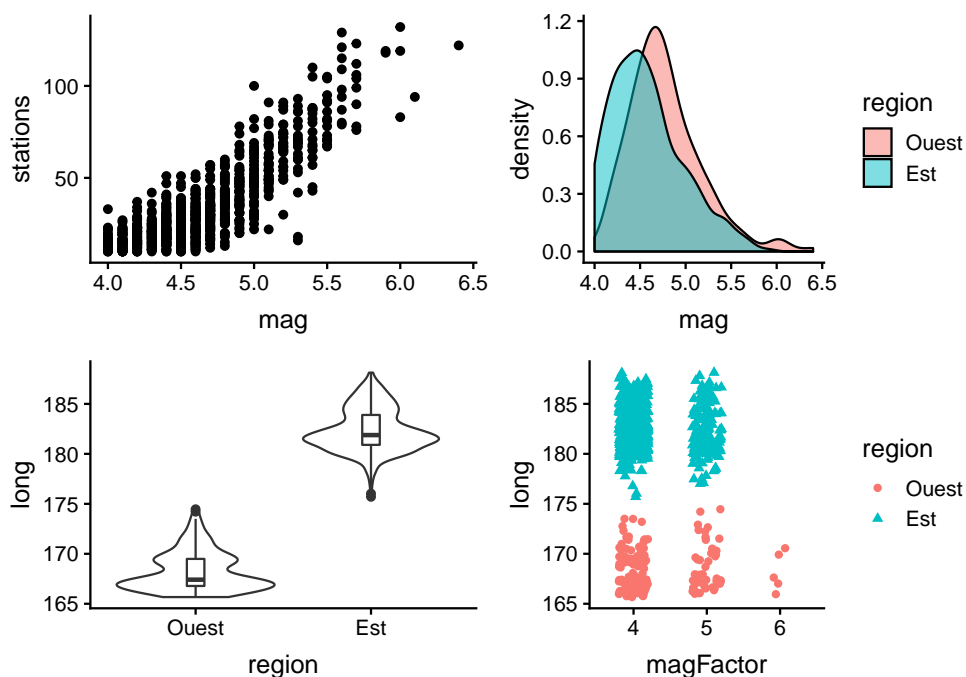 100
50
stations
4.0 4.5 5.0 5.5 6.0 6.5
mag
1.2
0.9
0.6
0.3
0.0
density
4.0 4.5 5.0 5.5 6.0 6.5
mag
region
Ouest
Est
185
180
175
170
165
long
Ouest Est
region
185
180
175
170
165
long
4 5 6
magFactor
region
Ouest
Est